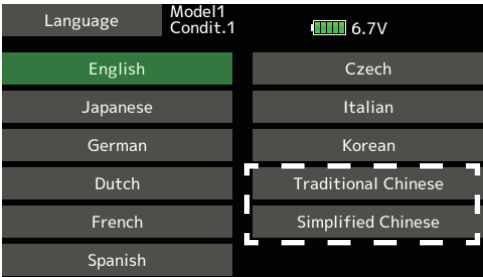 Language
Model1
Condit.1
6.7V
English
Czech
Japanese
Italian
German
Korean
Dutch
Traditional Chinese
French
Simplified Chinese
Spanish